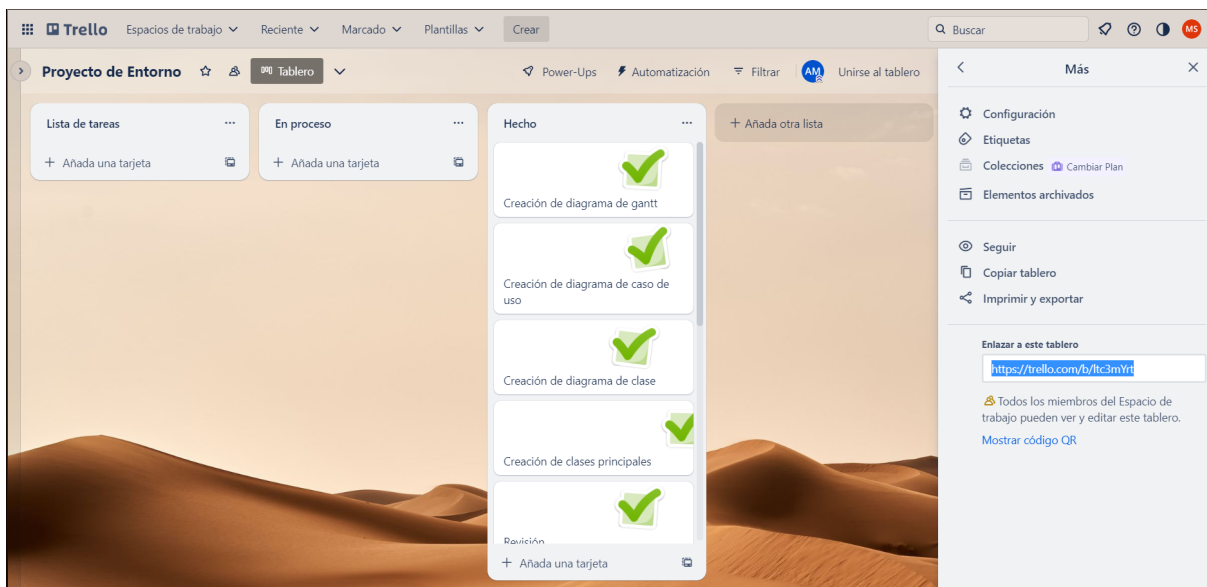 Trello
Espacios de trabajo
Reciente
Marcado
Plantillas
Crear
Buscar
MS
Proyecto de Entorno
Tablero
Power-Ups
Automatización
Filtrar
AM
Unirse al tablero
Lista de tareas
...
+ Añada una tarjeta
En proceso
...
+ Añada una tarjeta
Hecho
...
Creación de diagrama de gantt
Creación de diagrama de caso de
uso
Creación de diagrama de clase
Creación de clases principales
Revisión
+ Añada una tarjeta
+ Añada otra lista
Más
Configuración
Etiquetas
Colecciones Cambiar Plan
Elementos archivados
Seguir
Copiar tablero
Imprimir y exportar
Enlazar a este tablero
https://trello.com/b/ltc3mYrt
Todos los miembros del Espacio de
trabajo pueden ver y editar este tablero.
Mostrar código QR